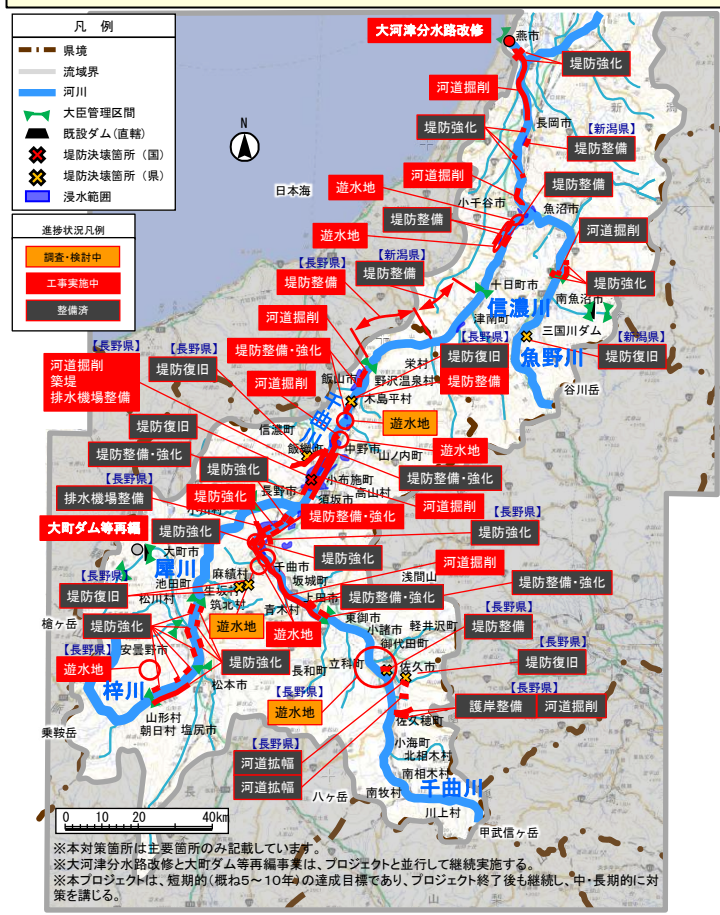 凡 例
県境
流域界
河川
大臣管理区間
既設ダム(直轄)
堤防決壊箇所（国）
堤防決壊箇所（県）
浸水範囲
進捗状況凡例
調査・検討中
工事実施中
整備済
N
日本海
大河津分水路改修
燕市
堤防強化
河道掘削
長岡市
堤防強化
【新潟県】
堤防整備
河道掘削
堤防整備
遊水地
小千谷市
魚沼市
堤防整備
河道掘削
遊水地
【新潟県】
堤防整備
【長野県】
堤防整備
十日町市
堤防強化
信濃川
南魚沼市
津南町
三国川ダム
魚野川
【新潟県】
堤防復旧
谷川岳
河道掘削
【長野県】
堤防復旧
堤防整備
栄村
野沢温泉村
堤防整備・強化
飯山市
【長野県】
河道掘削
築堤
排水機場整備
【長野県】
堤防復旧
河道掘削
木島平村
千曲川
遊水地
信濃町
飯綱町
中野市
山ノ内町
遊水地
堤防復旧
堤防整備・強化
堤防整備・強化
堤防強化
小布施町
高山村
長野市
須坂市
河道掘削
【長野県】
排水機場整備
堤防強化
小川村
堤防整備・強化
【長野県】
堤防強化
大町ダム等再編
堤防強化
堤防強化
大町市
犀川
千曲市
河道掘削
池田町
麻績村
坂城町
浅間山
【長野県】
堤防復旧
松川村
生坂村
筑北村
青木村
上田市
堤防整備・強化
堤防整備・強化
槍ヶ岳
堤防強化
遊水地
遊水地
東御市
軽井沢町
【長野県】
堤防整備
小諸市
御代田町
【長野県】
遊水地
安曇野市
堤防強化
立科町
長和町
佐久市
【長野県】
堤防復旧
梓川
松本市
【長野県】
遊水地
【長野県】
護岸整備
河道掘削
乗鞍岳
山形村
朝日村
塩尻市
佐久穂町
【長野県】
河道拡幅
河道拡幅
小海町
北相木村
南相木村
八ヶ岳
南牧村
千曲川
川上村
甲武信ヶ岳
0 10 20 40km
※本対策箇所は主要箇所のみ記載しています。
※大河津分水路改修と大町ダム等再編事業は、プロジェクトと並行して継続実施する。
※本プロジェクトは、短期的（概ね5～10年）の達成目標であり、プロジェクト終了後も継続し、中・長期的に対
策を講じる。